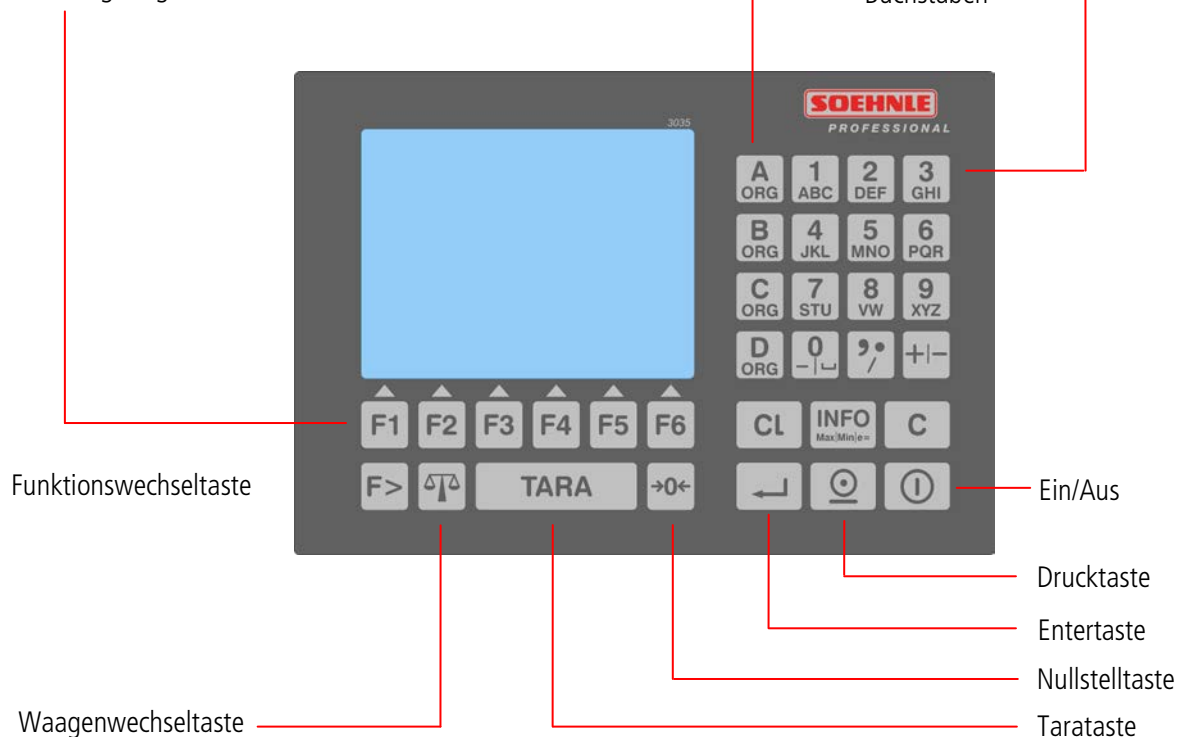 SOEHNLE
PROFESSIONAL
3035
A 1 2 3
ORG ABC DEF GHI
B 4 5 6
ORG JKL MNO PQR
C 7 8 9
ORG STU VW XYZ
D 0 , • +|-
ORG -|⎵ /
F1 F2 F3 F4 F5 F6 CL INFO C
Max|Min|e=
Funktionswechseltaste F> TARA →0← Ein/Aus
Drucktaste
Entertaste
Nullstelltaste
Waagenwechseltaste Tarataste